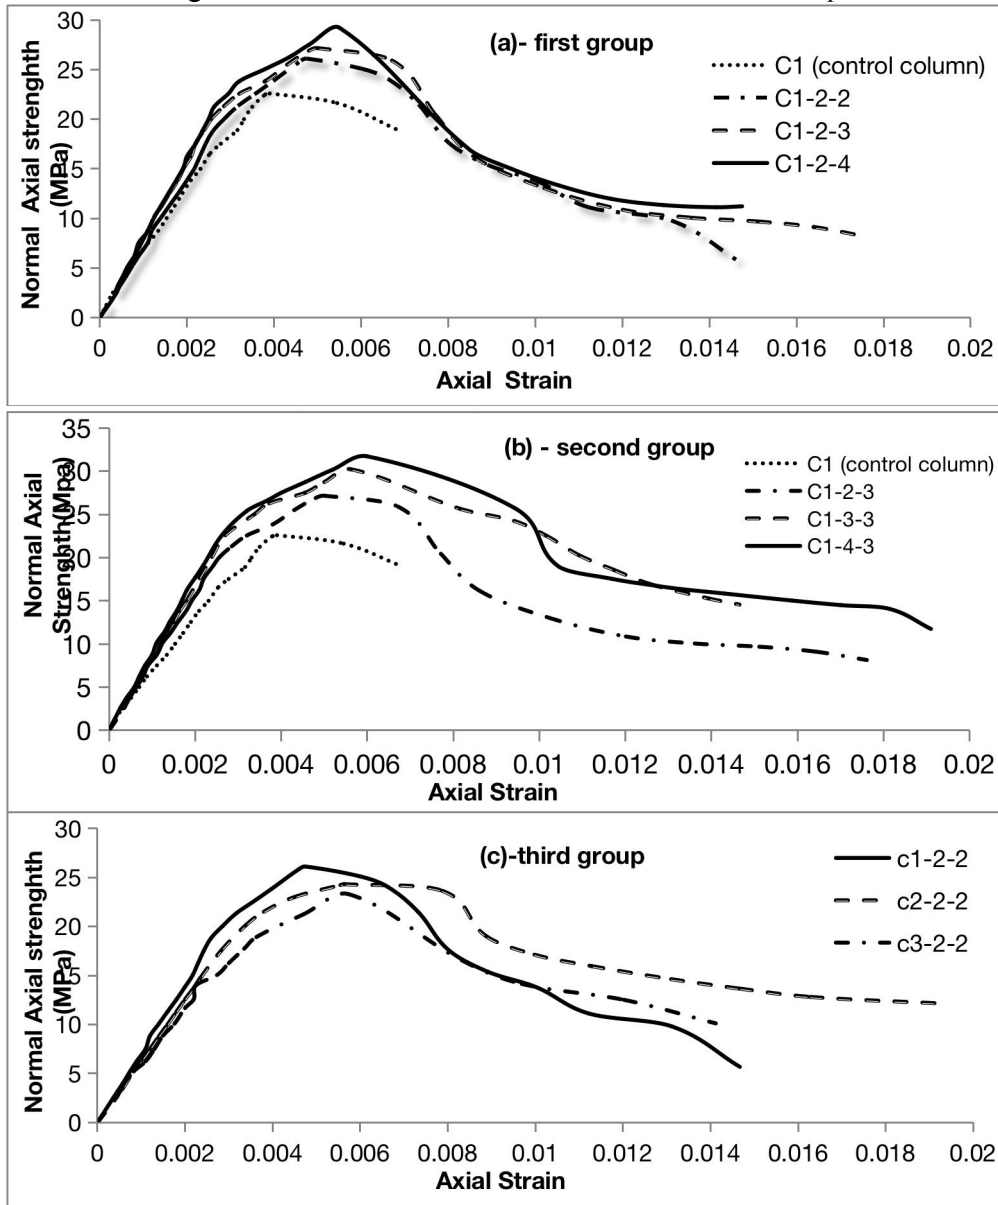 30
(a)- first group
25
C1 (control column)
20
C1-2-2
15
C1-2-3
10
C1-2-4
5
0
Normal Axial strenghth
(MPa)
0 0.002 0.004 0.006 0.008 0.01 0.012 0.014 0.016 0.018 0.02
Axial Strain
35
(b) - second group
30
C1 (control column)
25
C1-2-3
20
C1-3-3
15
C1-4-3
10
5
0
Normal Axial
Strenghth(Mpa)
0 0.002 0.004 0.006 0.008 0.01 0.012 0.014 0.016 0.018 0.02
Axial Strain
30
(c)-third group
c1-2-2
25
c2-2-2
20
c3-2-2
15
10
5
0
Normal Axial strenghth
(MPa)
0 0.002 0.004 0.006 0.008 0.01 0.012 0.014 0.016 0.018 0.02
Axial Strain